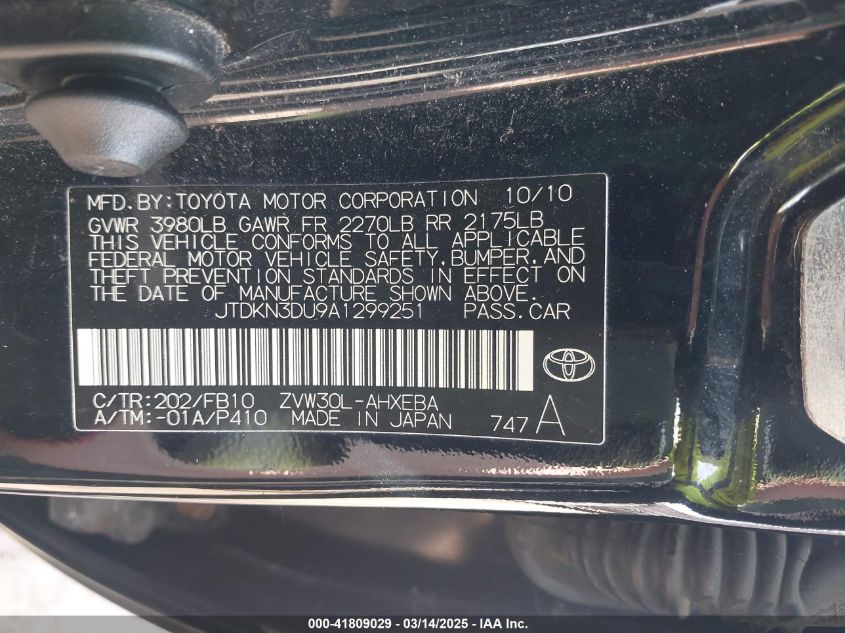 MFD.BY:TOYOTA MOTOR CORPORATION 10/10
GVWR 3980LB GAWR FR 2270LB RR 2175LB
THIS VEHICLE CONFORMS TO ALL APPLICABLE
FEDERAL MOTOR VEHICLE SAFETY,BUMPER,AND
THEFT PREVENTION STANDARDS IN EFFECT ON
THE DATE OF MANUFACTURE SHOWN ABOVE.
JTDKN3DU9A1299251 PASS.CAR
C/TR:202/FB10 ZVW30L-AHXEBA
A/TM:-01A/P410 MADE IN JAPAN 747 A
000-41809029 - 03/14/2025 - IAA Inc.